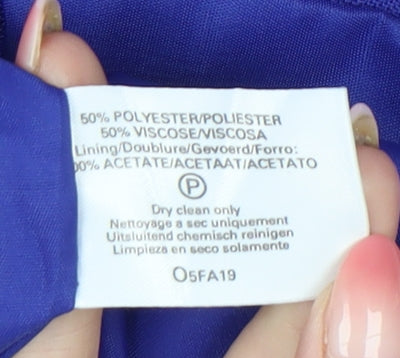 50% POLYESTER/POLIESTER
50% VISCOSE/VISCOSA
Lining/Doublure/Gevoerd/Forro:
00% ACETATE/ACETAAT/ACETATO
P
Dry clean only
Nettoyage a sec uniquement
Uitsluitend chemisch reinigen
Limpieza en seco solamente
O5FA19